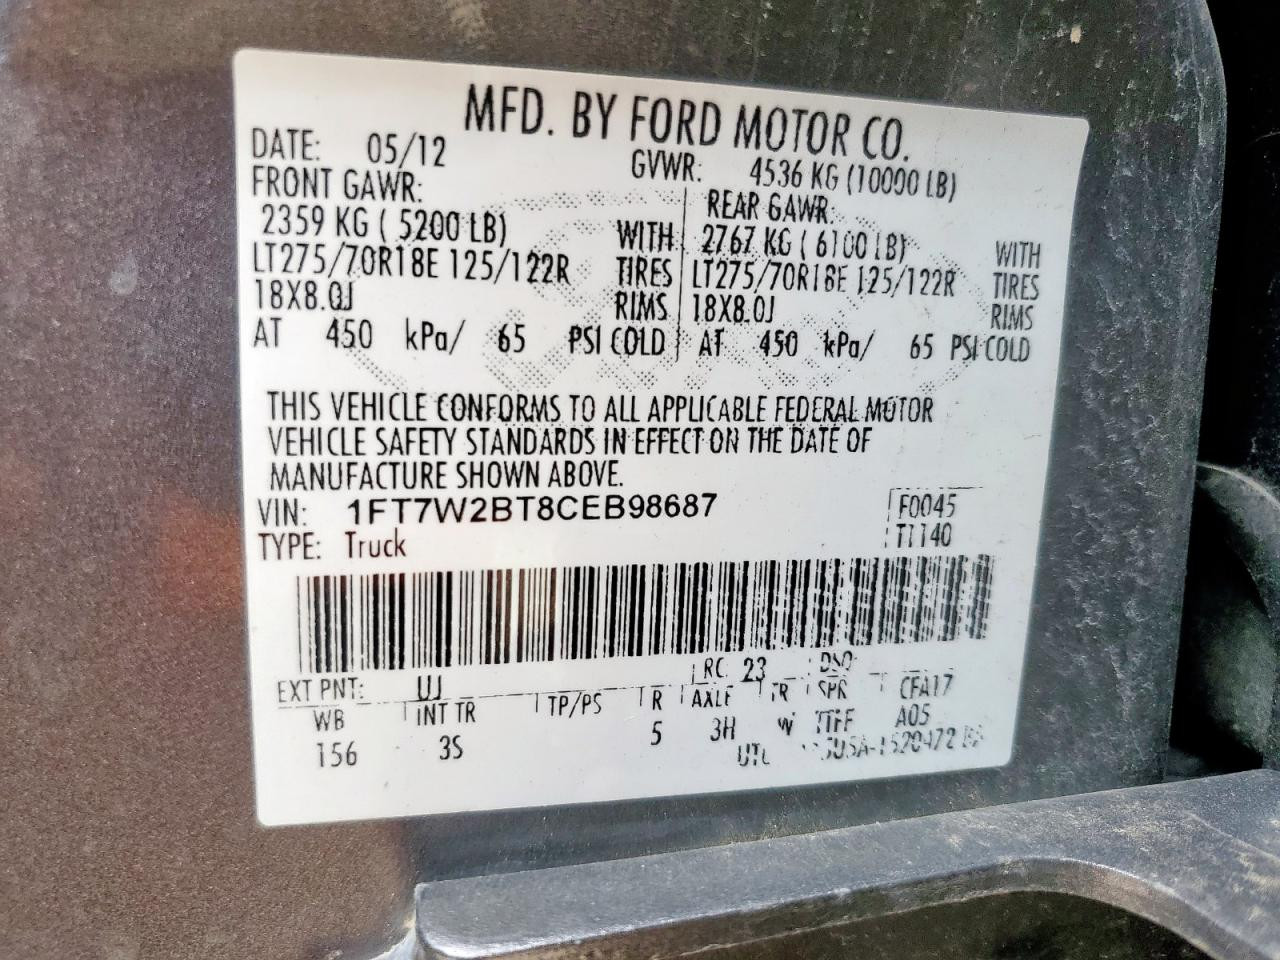 MFD. BY FORD MOTOR CO.
DATE: 05/12 GVWR: 4536 KG (10000 LB)
FRONT GAWR: REAR GAWR:
2359 KG ( 5200 LB) WITH 2767 KG ( 6100 LB) WITH
LT275/70R18E 125/122R TIRES LT275/70R18E 125/122R TIRES
18X8.0J RIMS 18X8.0J RIMS
AT 450 kPa/ 65 PSI COLD AT 450 kPa/ 65 PSI COLD
THIS VEHICLE CONFORMS TO ALL APPLICABLE FEDERAL MOTOR
VEHICLE SAFETY STANDARDS IN EFFECT ON THE DATE OF
MANUFACTURE SHOWN ABOVE.
VIN: 1FT7W2BT8CEB98687 F0045
TYPE: Truck T1140
EXT PNT: UJ RC: 23 DSO:
WB INT TR TP/PS R AXLE TR SPR CFA17
156 3S 5 3H W A05